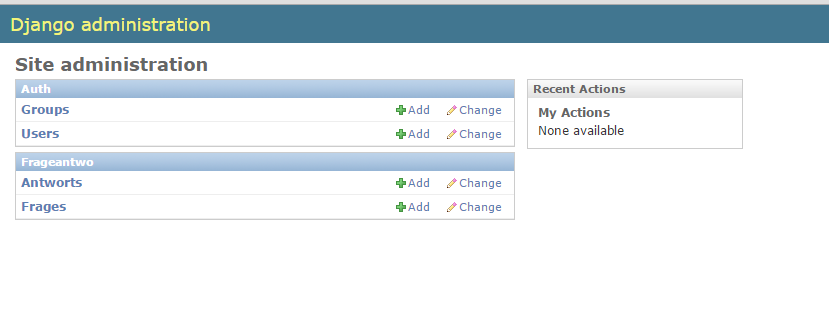 Django administration
Site administration
Auth
Groups Add Change
Users Add Change
Frageantwo
Antworts Add Change
Frages Add Change
Recent Actions
My Actions
None available